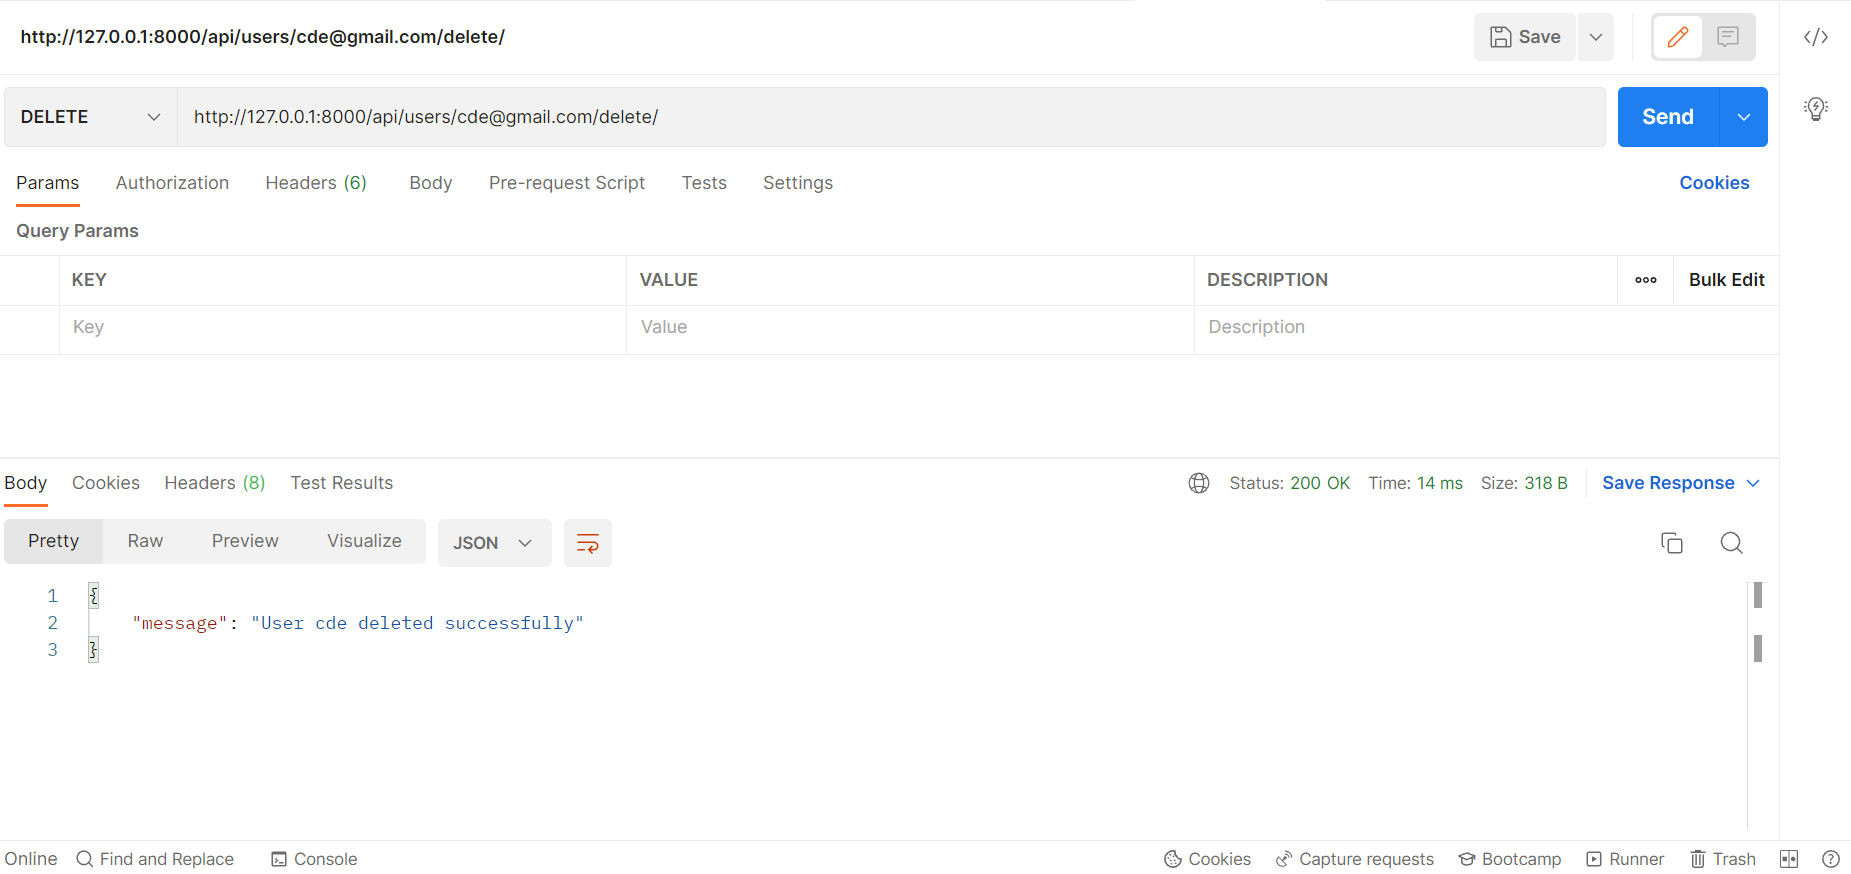 http://127.0.0.1:8000/api/users/cde@gmail.com/delete/
Save
DELETE
http://127.0.0.1:8000/api/users/cde@gmail.com/delete/
Send
Params Authorization Headers (6) Body Pre-request Script Tests Settings Cookies
Query Params
KEY VALUE DESCRIPTION Bulk Edit
Key Value Description
Body Cookies Headers (8) Test Results Status: 200 OK Time: 14 ms Size: 318 B Save Response
Pretty Raw Preview Visualize JSON
1 {
2 "message": "User cde deleted successfully"
3 }
Online Find and Replace Console Cookies Capture requests Bootcamp Runner Trash